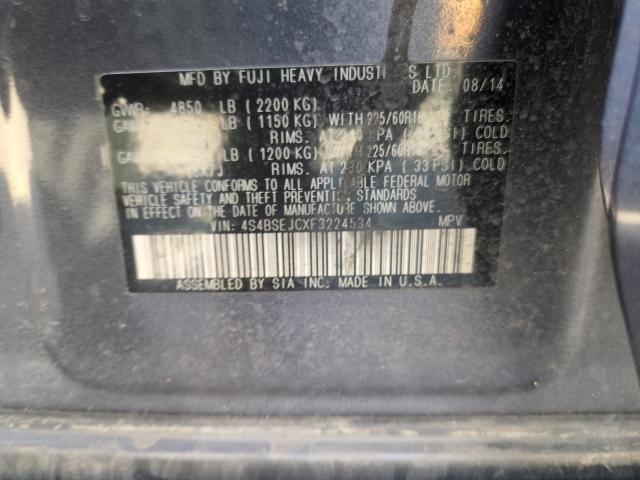 MFD BY FUJI HEAVY INDUSTI S LTD.
DATE: 08/14
GVWR: 4850 LB (2200 KG)
LB (1150 KG) WITH 225/60R18 TIRES.
RIMS. AT KPA ( SI) COLD
LB (1200 KG) 225/60R18 TIRES.
RIMS. AT 230 KPA (33 PSI) COLD
THIS VEHICLE CONFORMS TO ALL APPLICABLE FEDERAL MOTOR
VEHICLE SAFETY AND THEFT PREVENTION STANDARDS
IN EFFECT ON THE DATE OF MANUFACTURE SHOWN ABOVE.
VIN: 4S4BSEJCXF3224534 MPV
ASSEMBLED BY SIA INC. MADE IN U.S.A.